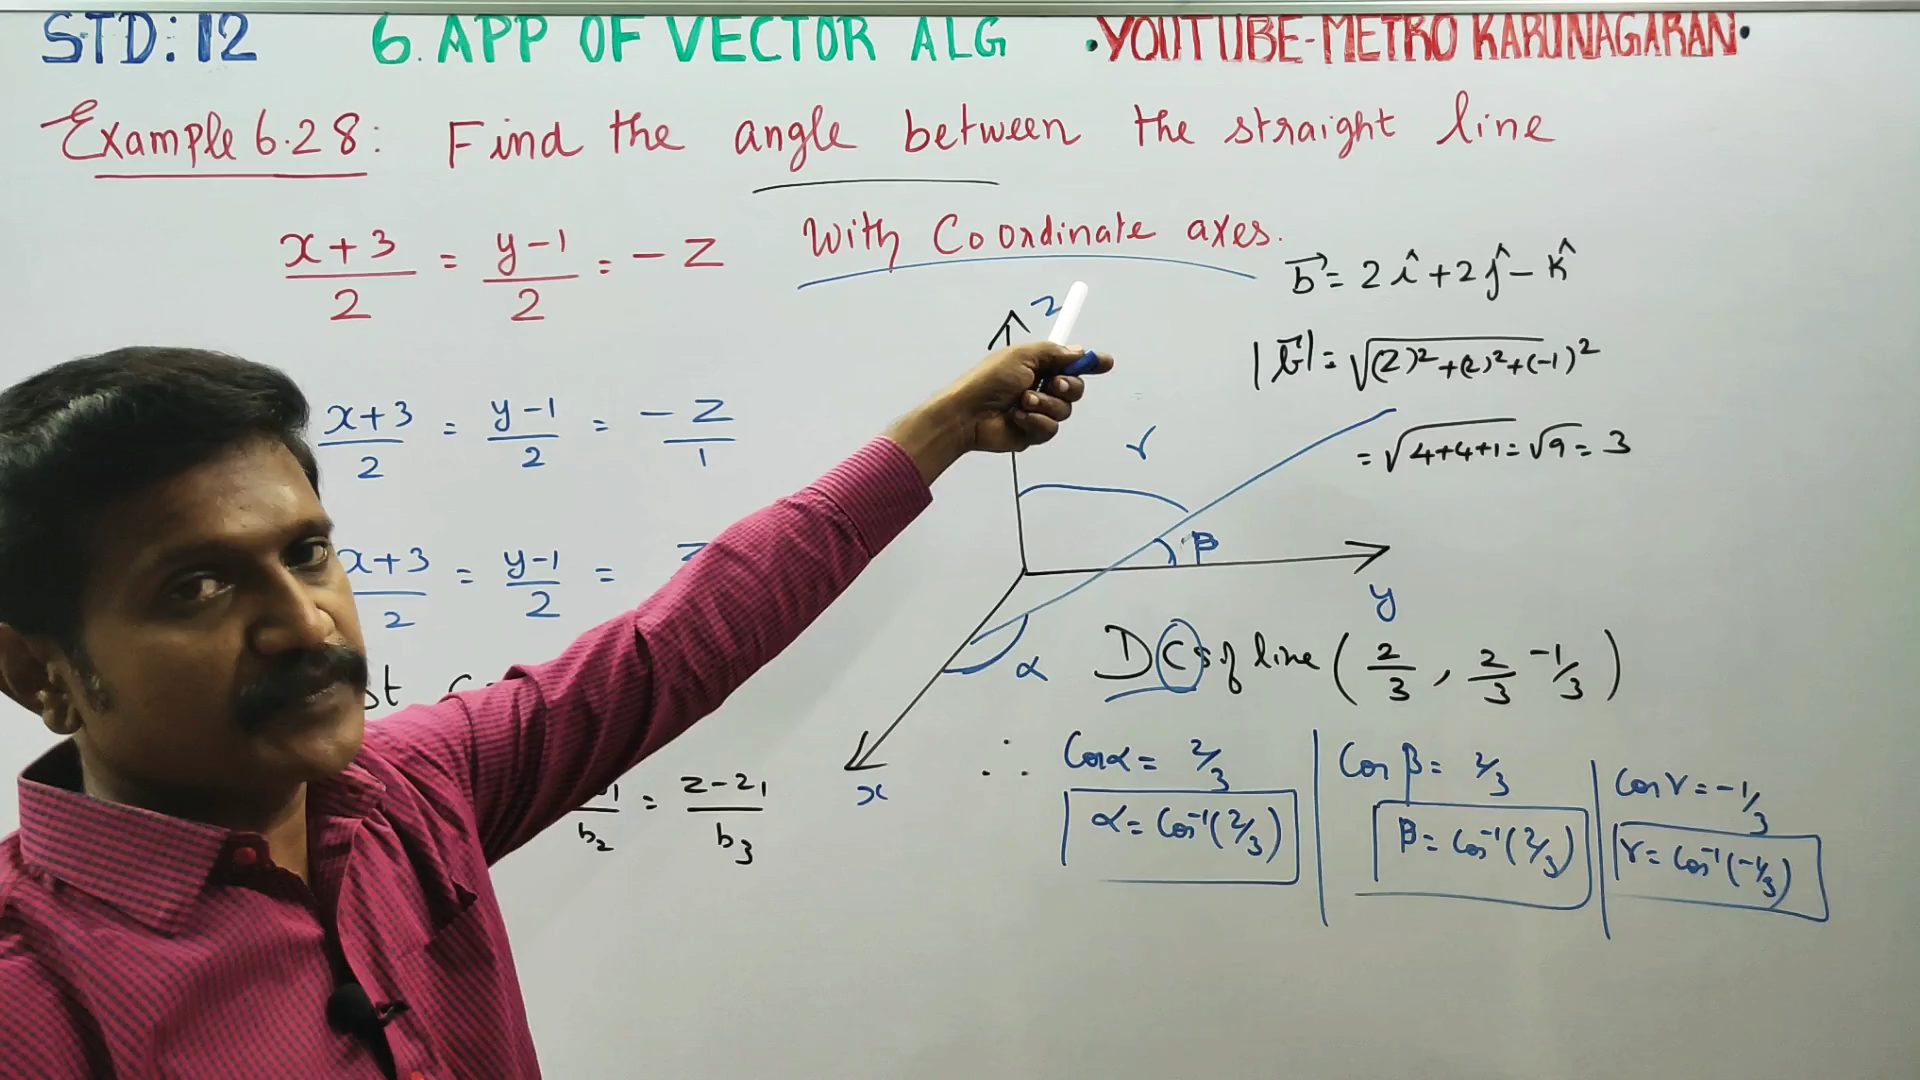 STD: 12 6. APP OF VECTOR ALG •YOUTUBE-METRO KARUNAGARAN•
Example 6.28: Find the angle between the straight line
x+3/2 = y-1/2 = -z with Coordinate axes.
b⃗ = 2î+2ĵ-k̂
|b⃗| = √(2)²+(2)²+(-1)²
= √4+4+1 = √9 = 3
x+3/2 = y-1/2 = -z/1
x+3/2 = y-1/2 =
z
γ
β
y
α
x
DCs of line (2/3, 2/3 -1/3)
∴ Cosα = 2/3 Cos β = 2/3 Cosγ = -1/3
α = Cos⁻¹(2/3) β = Cos⁻¹(2/3) γ = Cos⁻¹(-1/3)
b₂ = z-z₁/b₃